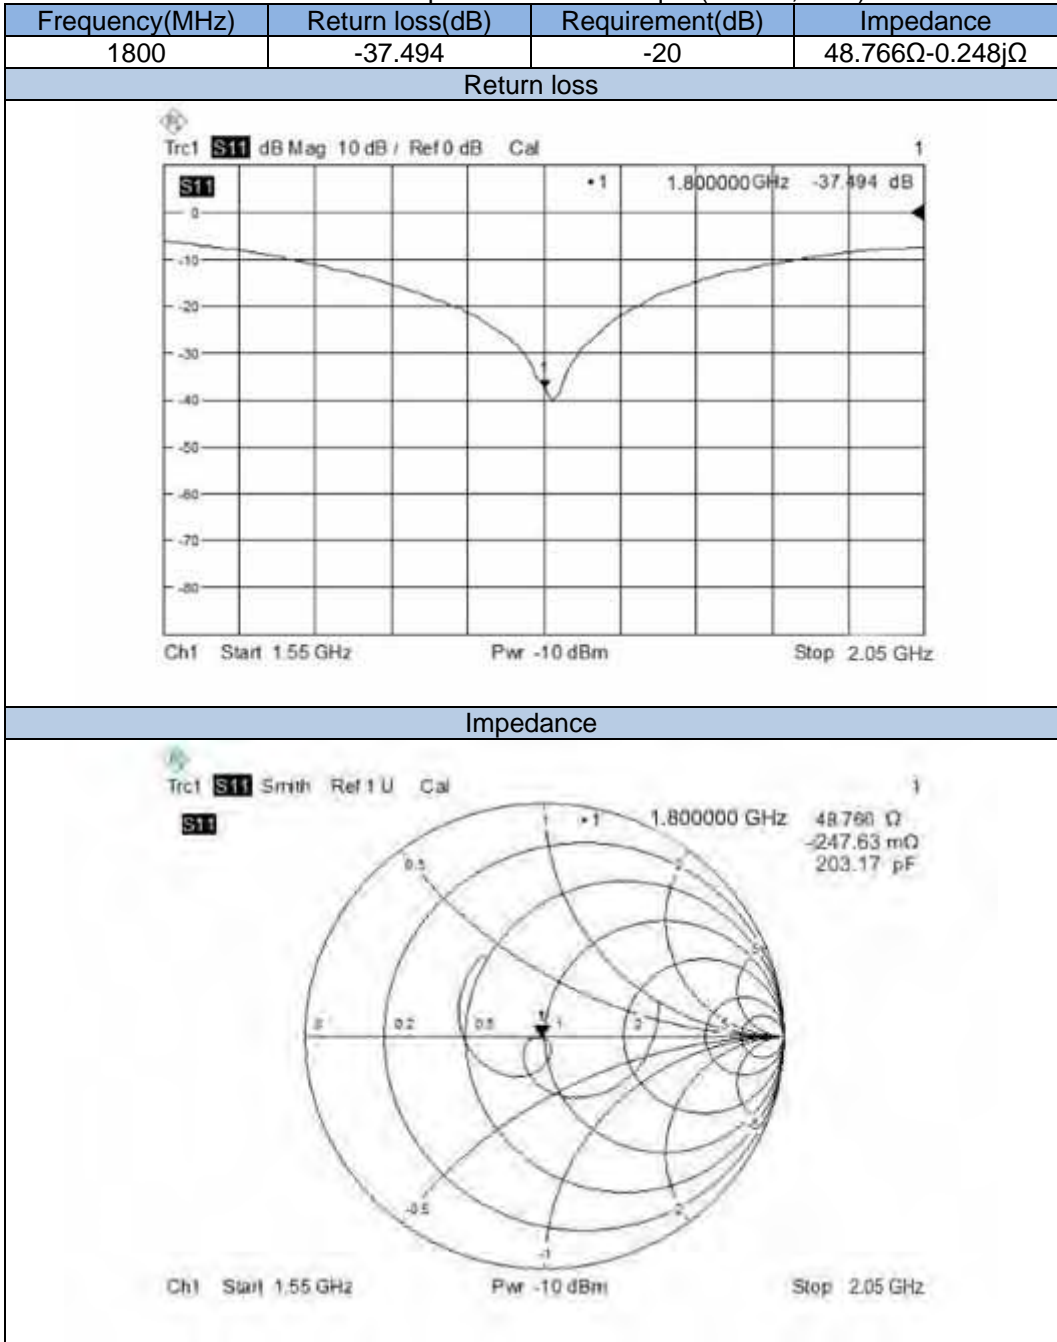 Frequency(MHz) Return loss(dB) Requirement(dB) Impedance
1800 -37.494 -20 48.766Ω-0.248jΩ
Return loss
Trc1 S11 dB Mag 10 dB / Ref 0 dB Cal 1
S11 •1 1.800000 GHz -37.494 dB
0
-10
-20
-30
1
-40
-50
-60
-70
-80
Ch1 Start 1.55 GHz Pwr -10 dBm Stop 2.05 GHz
Impedance
Trc1 S11 Smith Ref 1 U Cal 1
S11 1 •1 1.800000 GHz 48.766 Ω
-247.63 mΩ
0.5 2 203.17 pF
5
0 0.2 0.5 1 1 2 5
-5
-0.5 -2
-1
Ch1 Start 1.55 GHz Pwr -10 dBm Stop 2.05 GHz